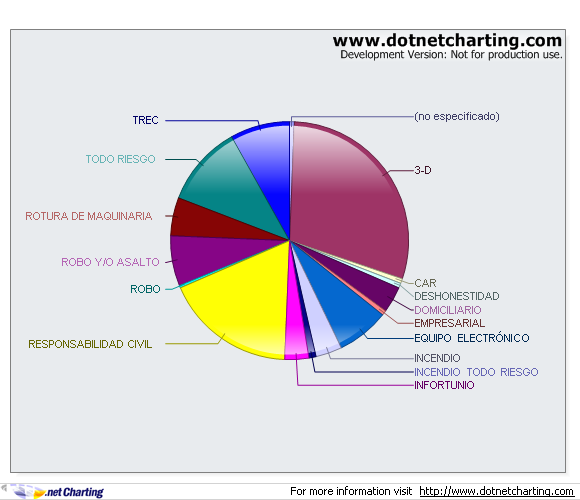 www.dotnetcharting.com
Development Version: Not for production use.
(no especificado)
TREC
TODO RIESGO
3-D
ROTURA DE MAQUINARIA
ROBO Y/O ASALTO
ROBO
CAR
DESHONESTIDAD
DOMICILIARIO
EMPRESARIAL
EQUIPO ELECTRÓNICO
RESPONSABILIDAD CIVIL
INCENDIO
INCENDIO TODO RIESGO
INFORTUNIO
.net Charting
For more information visit http://www.dotnetcharting.com